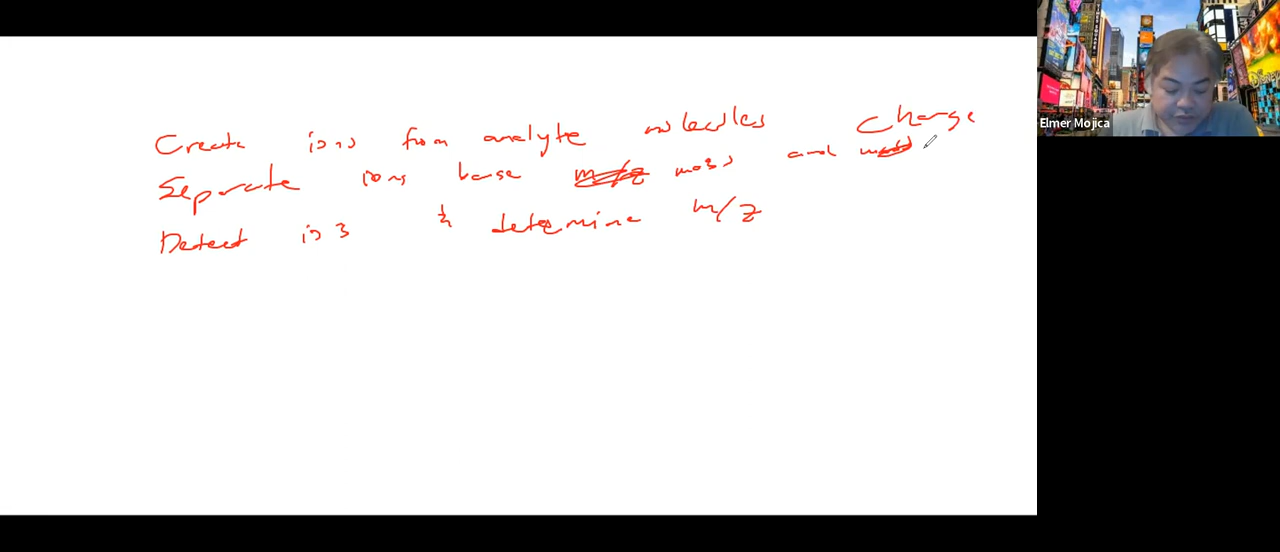 Create ions from analyte molecules
Separate ions base mass and charge
Detect ions & determine m/z
Elmer Mojica